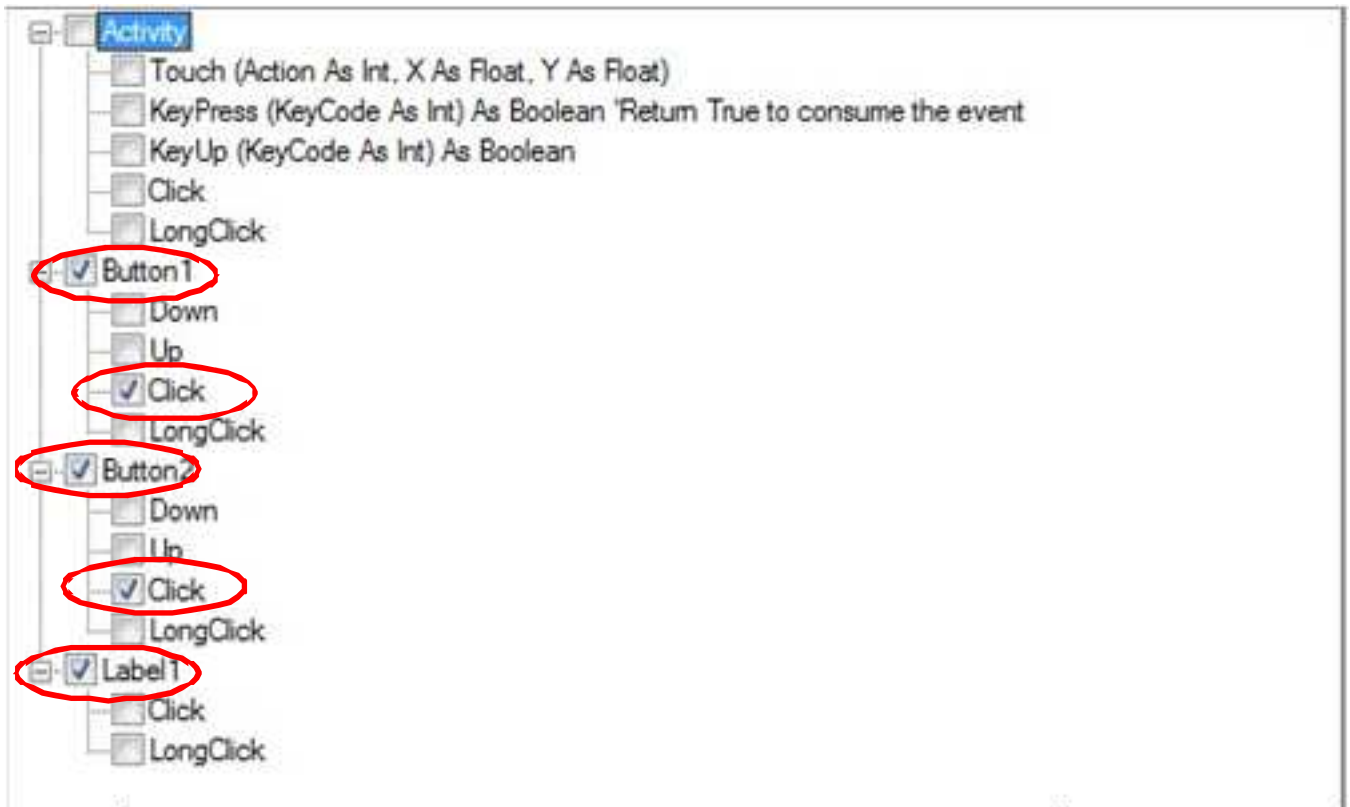 Activity
Touch (Action As Int, X As Float, Y As Float)
KeyPress (KeyCode As Int) As Boolean 'Return True to consume the event
KeyUp (KeyCode As Int) As Boolean
Click
LongClick
Button1
Down
Up
Click
LongClick
Button2
Down
Up
Click
LongClick
Label1
Click
LongClick